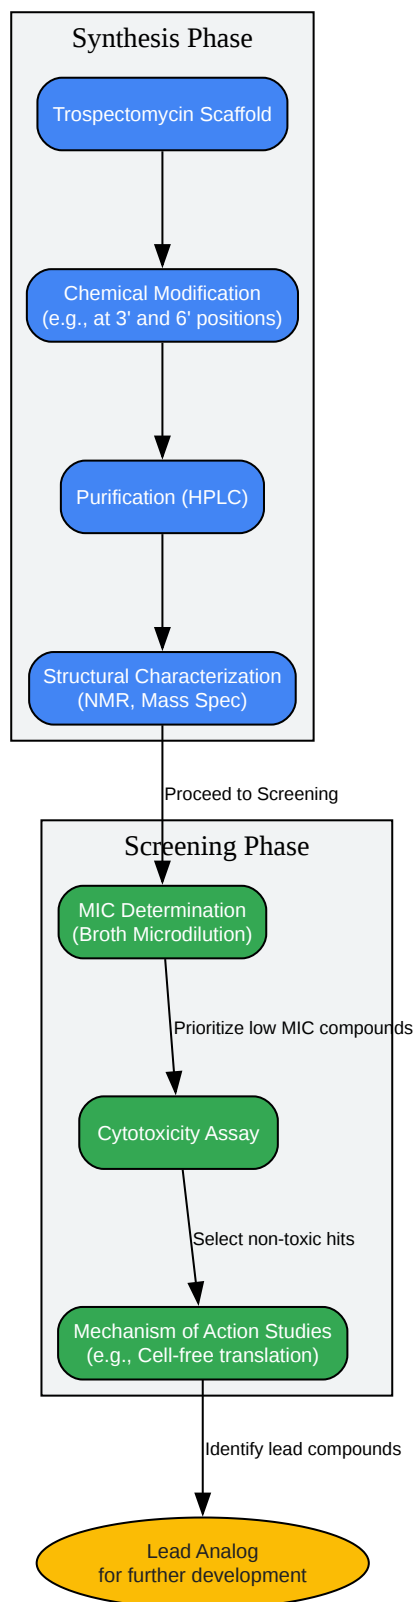 Synthesis Phase
Trospectomycin Scaffold
Chemical Modification
(e.g., at 3' and 6' positions)
Purification (HPLC)
Structural Characterization
(NMR, Mass Spec)
Proceed to Screening
Screening Phase
MIC Determination
(Broth Microdilution)
Prioritize low MIC compounds
Cytotoxicity Assay
Select non-toxic hits
Mechanism of Action Studies
(e.g., Cell-free translation)
Identify lead compounds
Lead Analog
for further development